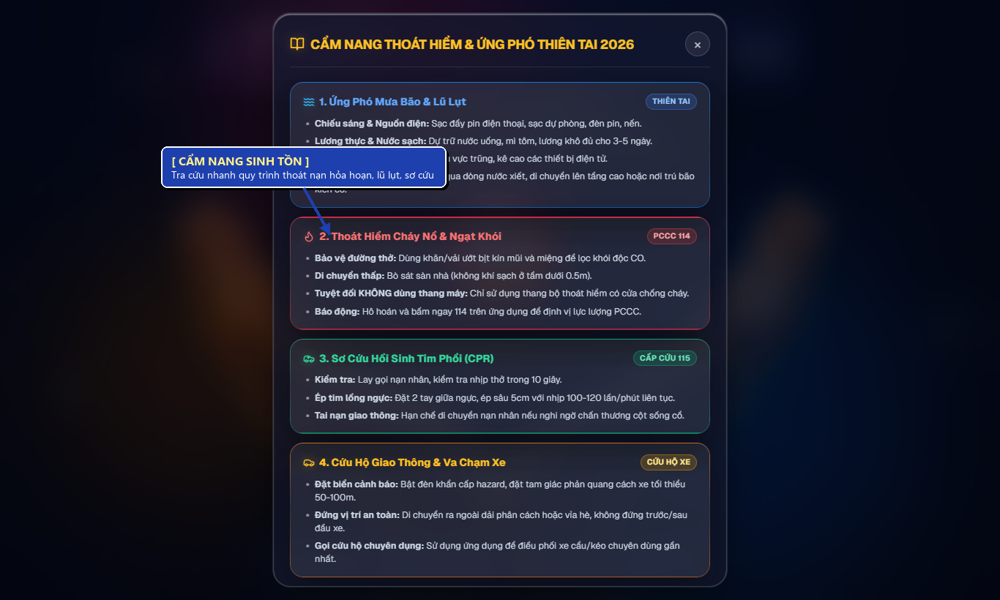 CẨM NANG THOÁT HIỂM & ỨNG PHÓ THIÊN TAI 2026
×
1. Ứng Phó Mưa Bão & Lũ Lụt
THIÊN TAI
• Chiếu sáng & Nguồn điện: Sạc đầy pin điện thoại, sạc dự phòng, đèn pin, nến.
• Lương thực & Nước sạch: Dự trữ nước uống, mì tôm, lương khô đủ cho 3-5 ngày.
[ CẨM NANG SINH TỒN ]
Tra cứu nhanh quy trình thoát nạn hỏa hoạn, lũ lụt, sơ cứu
vực trũng, kê cao các thiết bị điện tử.
qua dòng nước xiết, di chuyển lên tầng cao hoặc nơi trú bão
kiên cố.
2. Thoát Hiểm Cháy Nổ & Ngạt Khói
PCCC 114
• Bảo vệ đường thở: Dùng khăn/vải ướt bịt kín mũi và miệng để lọc khói độc CO.
• Di chuyển thấp: Bò sát sàn nhà (không khí sạch ở tầm dưới 0.5m).
• Tuyệt đối KHÔNG dùng thang máy: Chỉ sử dụng thang bộ thoát hiểm có cửa chống cháy.
• Báo động: Hô hoán và bấm ngay 114 trên ứng dụng để định vị lực lượng PCCC.
3. Sơ Cứu Hồi Sinh Tim Phổi (CPR)
CẤP CỨU 115
• Kiểm tra: Lay gọi nạn nhân, kiểm tra nhịp thở trong 10 giây.
• Ép tim lồng ngực: Đặt 2 tay giữa ngực, ép sâu 5cm với nhịp 100-120 lần/phút liên tục.
• Tai nạn giao thông: Hạn chế di chuyển nạn nhân nếu nghi ngờ chấn thương cột sống cổ.
4. Cứu Hộ Giao Thông & Va Chạm Xe
CỨU HỘ XE
• Đặt biển cảnh báo: Bật đèn khẩn cấp hazard, đặt tam giác phản quang cách xe tối thiểu
50-100m.
• Đứng vị trí an toàn: Di chuyển ra ngoài dải phân cách hoặc vỉa hè, không đứng trước/sau
đầu xe.
• Gọi cứu hộ chuyên dụng: Sử dụng ứng dụng để điều phối xe cẩu/kéo chuyên dùng gần
nhất.